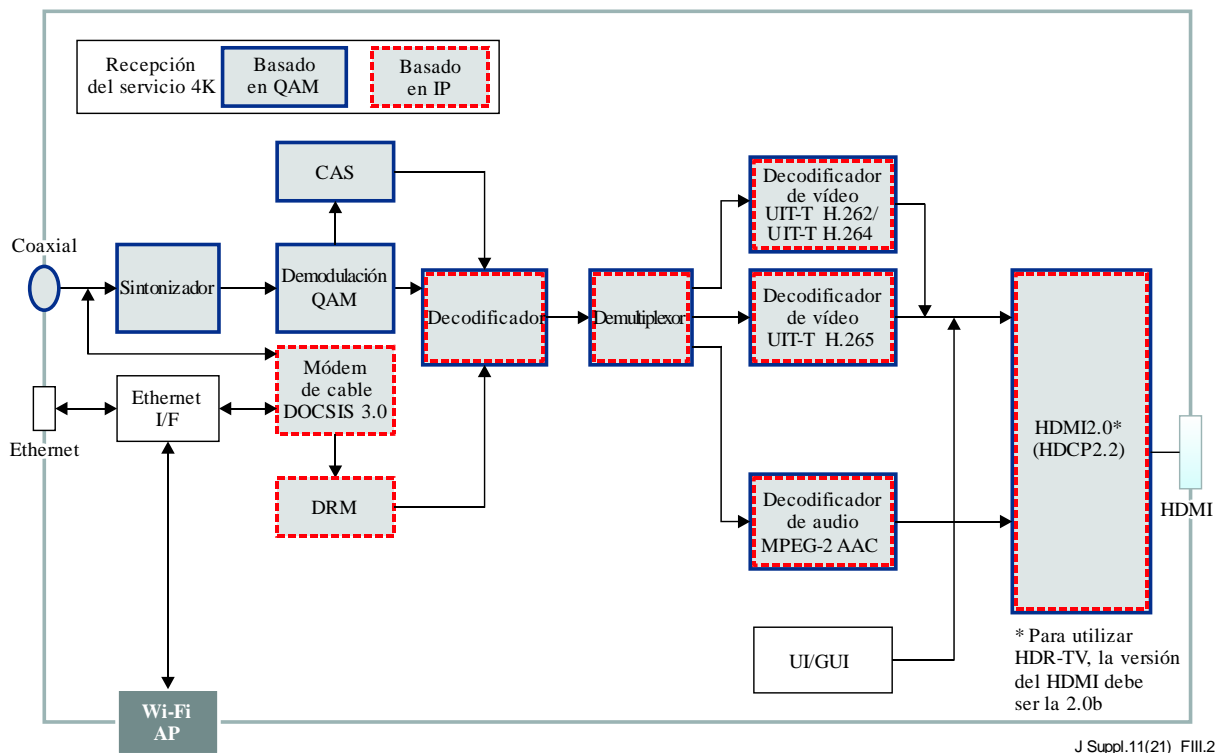 Recepción
del servicio 4K
Basado
en QAM
Basado
en IP
CAS
Decodificador
de vídeo
UIT-T H.262/
UIT-T H.264
Coaxial
Sintonizador
Demodulación
QAM
Decodificador
Demultiplexor
Decodificador
de vídeo
UIT-T H.265
Módem
de cable
DOCSIS 3.0
Ethernet
I/F
Ethernet
HDMI2.0*
(HDCP2.2)
HDMI
DRM
Decodificador
de audio
MPEG-2 AAC
UI/GUI
* Para utilizar
HDR-TV, la versión
del HDMI debe
ser la 2.0b
Wi-Fi
AP
J Suppl.11(21)_FIII.2